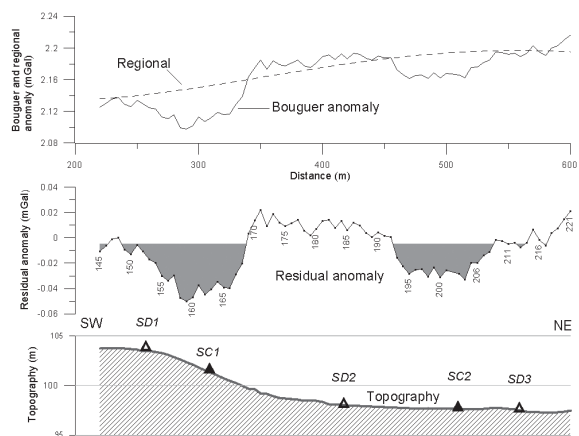 2.24
2.2
2.16
2.12
2.08
Bouguer and regional
anomaly (mGal)
Regional
Bouguer anomaly
200
300
400
500
600
Distance (m)
0.04
0.02
0
-0.02
-0.04
-0.06
Residual anomaly (mGal)
145
150
155
160
165
170
175
180
185
190
195
200
206
211
216
221
Residual anomaly
SW
NE
105
100
95
Topography (m)
SD1
SC1
SD2
Topography
SC2
SD3